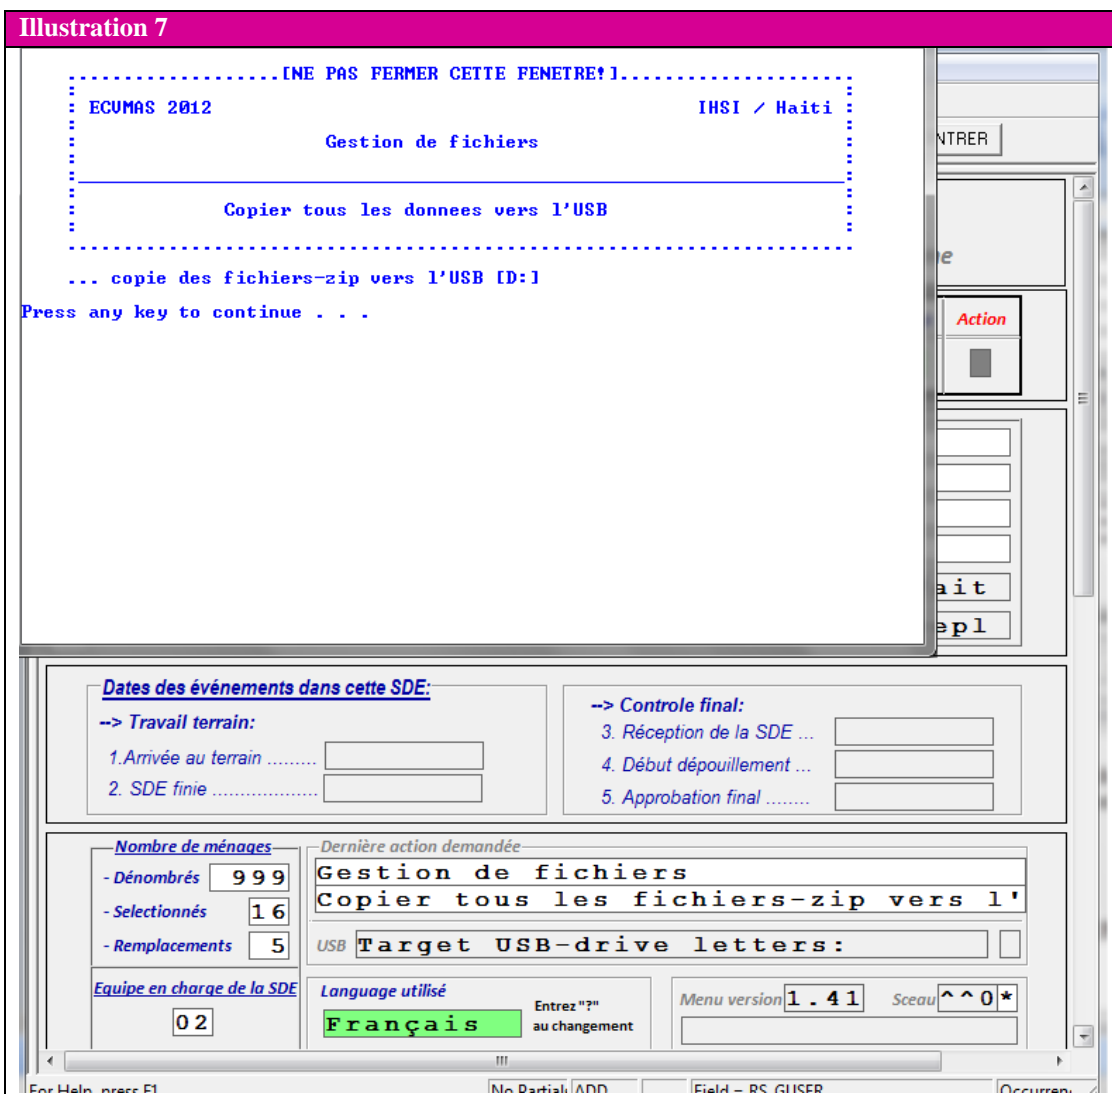 Illustration 7
[NE PAS FERMER CETTE FENETRE!]
ECVMAS 2012 IHSI / Haiti
Gestion de fichiers
Copier tous les donnees vers l'USB
... copie des fichiers-zip vers l'USB [D:]
Press any key to continue . . .
NTRER
Action
ait
epl
Dates des événements dans cette SDE:
--> Travail terrain:
1.Arrivée au terrain .........
2. SDE finie ...................
--> Controle final:
3. Réception de la SDE ...
4. Début dépouillement ...
5. Approbation final ........
Nombre de ménages
- Dénombrés 999
- Selectionnés 16
- Remplacements 5
Dernière action demandée
Gestion de fichiers
Copier tous les fichiers-zip vers l'
USB Target USB-drive letters:
Equipe en charge de la SDE
02
Language utilisé
Français
Entrez "?"
au changement
Menu version 1.41 Sceau ^^0*
For Help, press F1 No Partial ADD Field = RS_GUSER Occurren